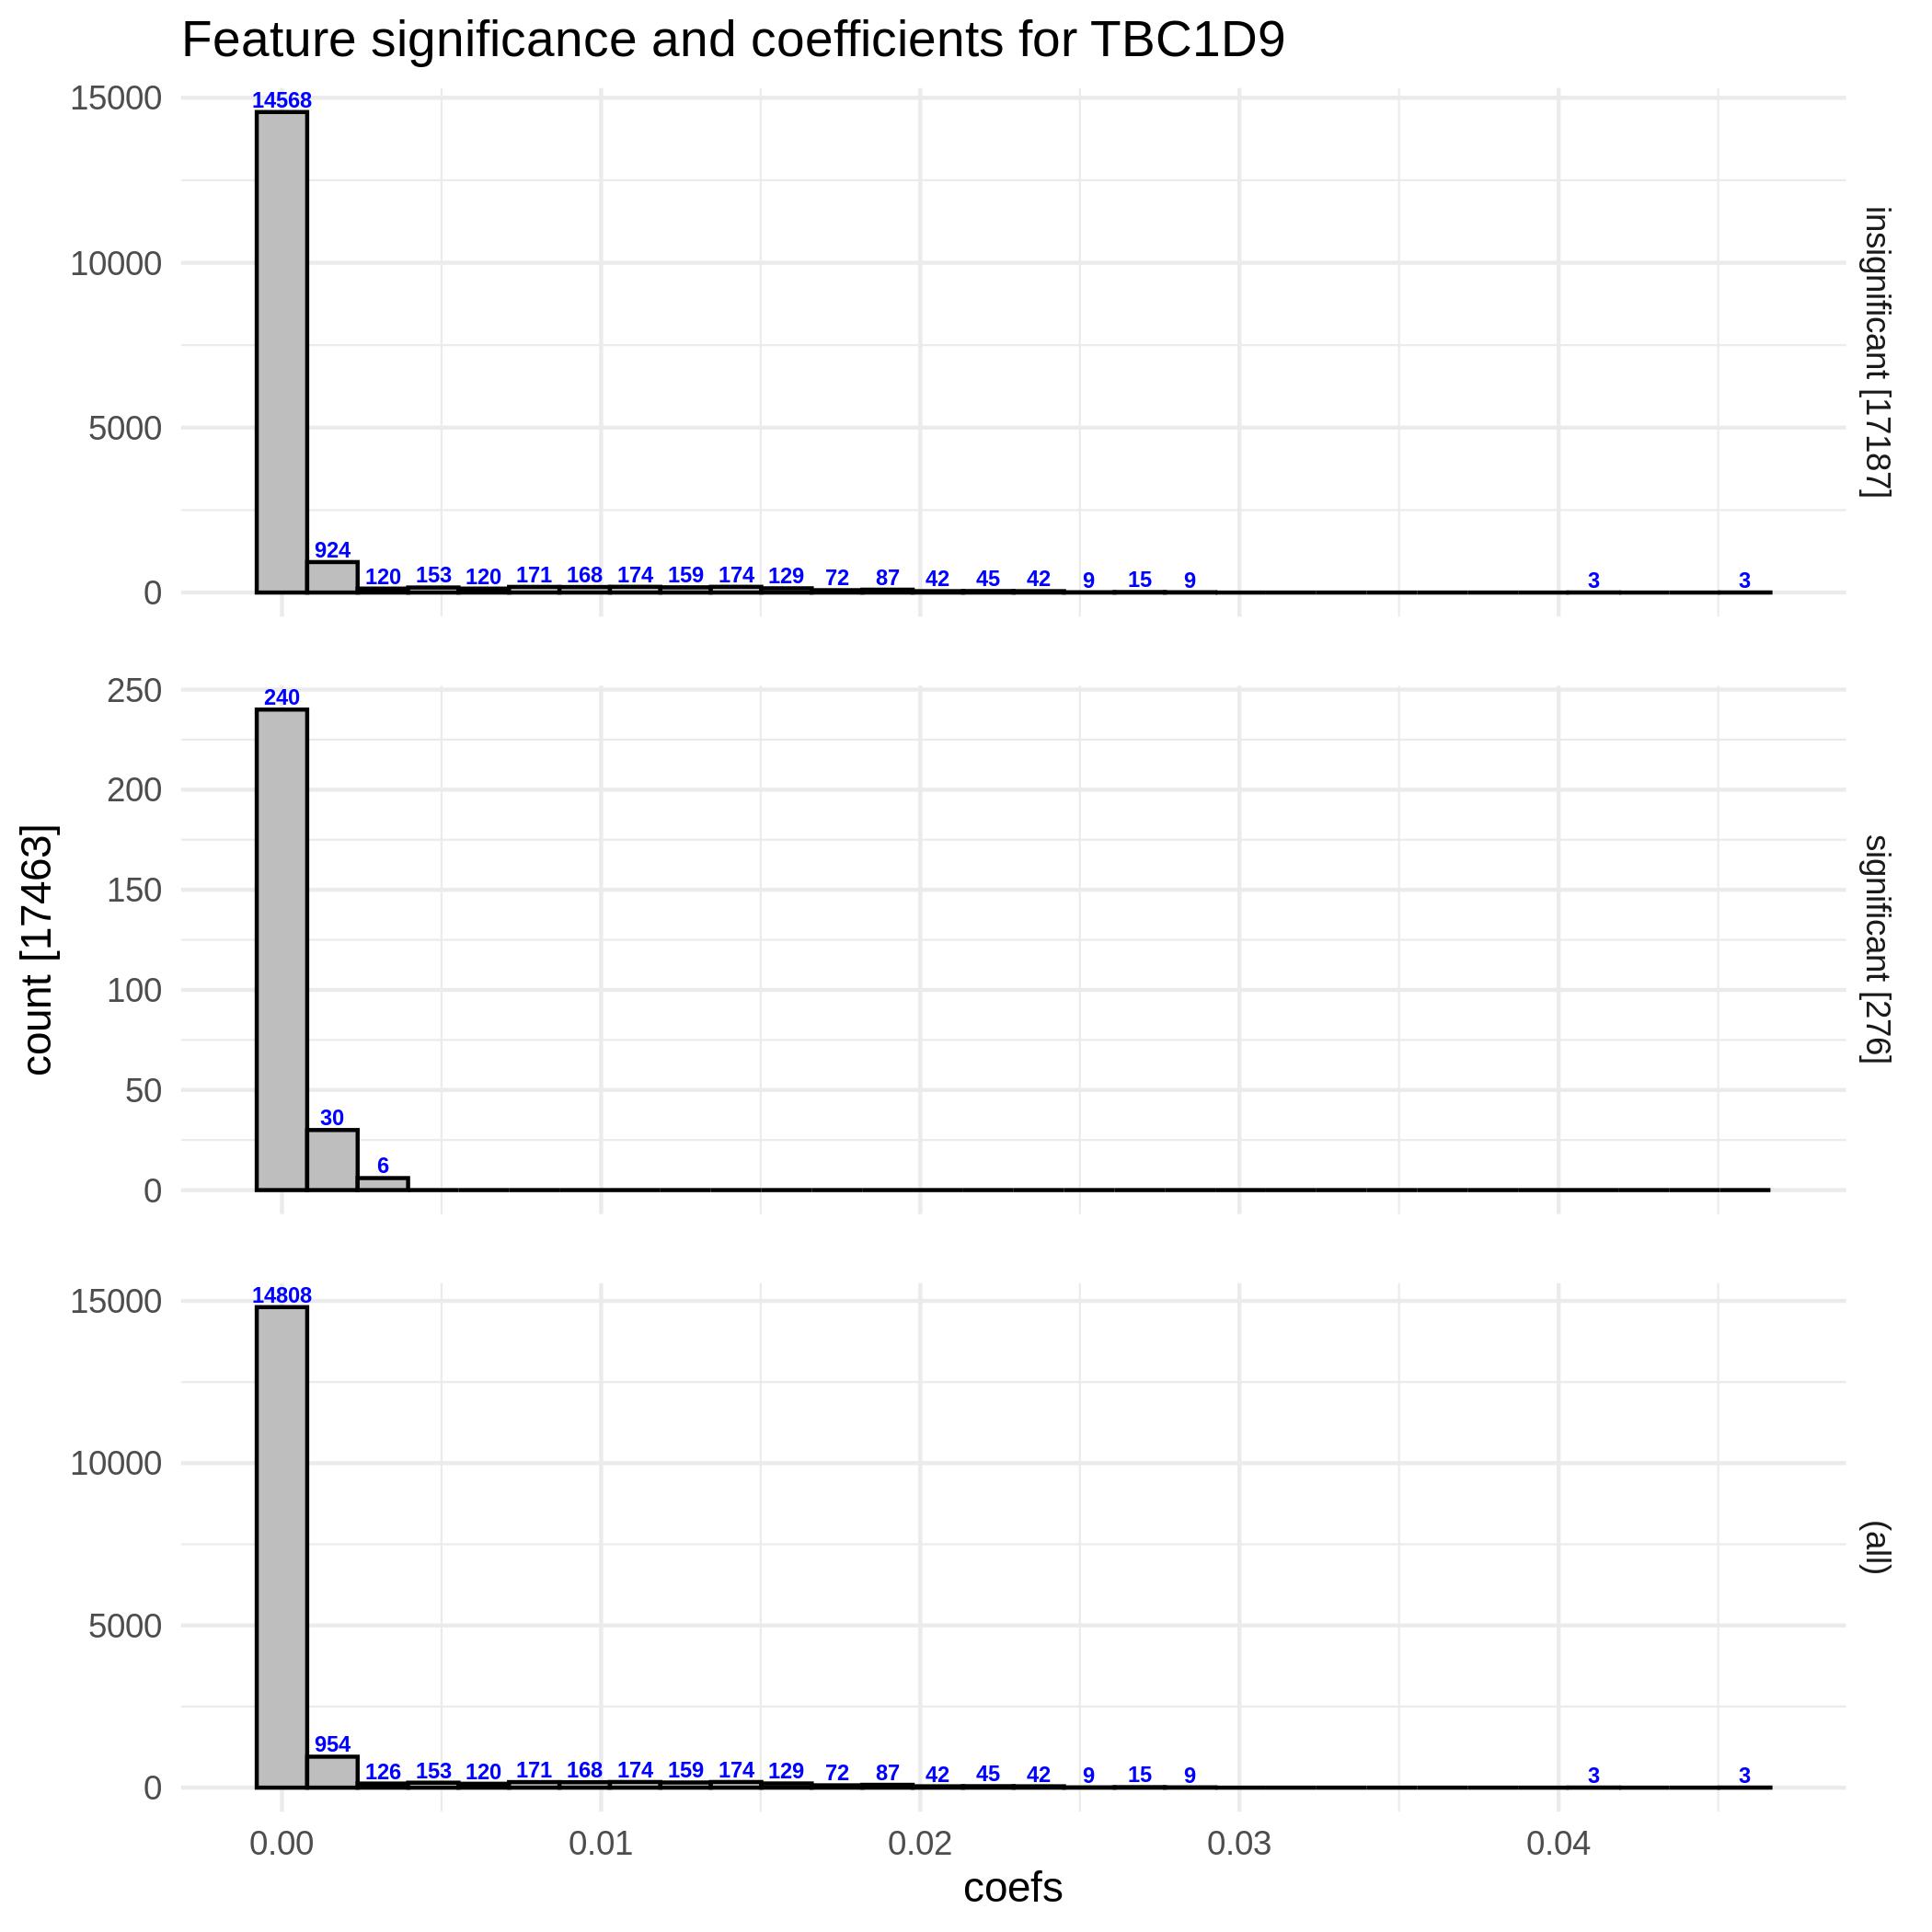 Feature significance and coefficients for TBC1D9
15000
10000
5000
0
14568
924
120 153 120 171 168 174 159 174 129 72 87 42 45 42 9 15 9 3 3
insignificant [17187]
count [17463]
250
200
150
100
50
0
240
30
6
significant [276]
15000
10000
5000
0
14808
954
126 153 120 171 168 174 159 174 129 72 87 42 45 42 9 15 9 3 3
(all)
0.00 0.01 0.02 0.03 0.04
coefs